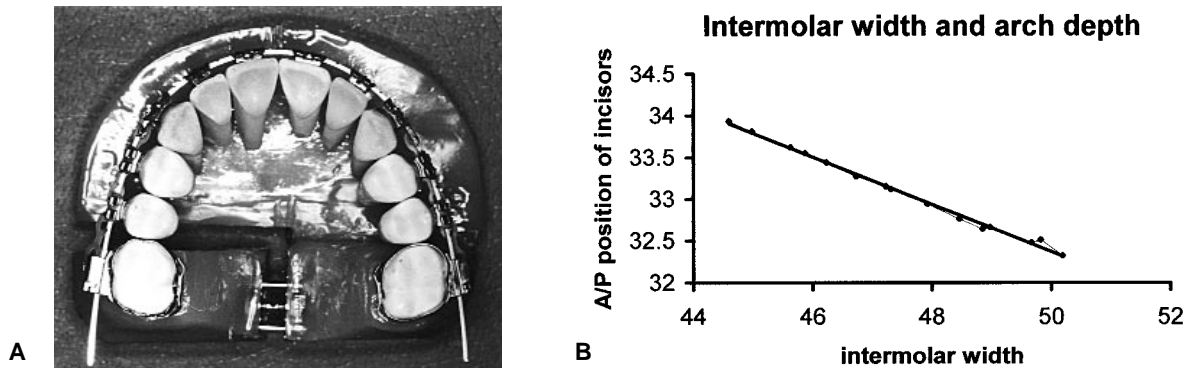 A
Intermolar width and arch depth
A/P position of incisors
34.5
34
33.5
33
32.5
32
44 46 48 50 52
intermolar width
B